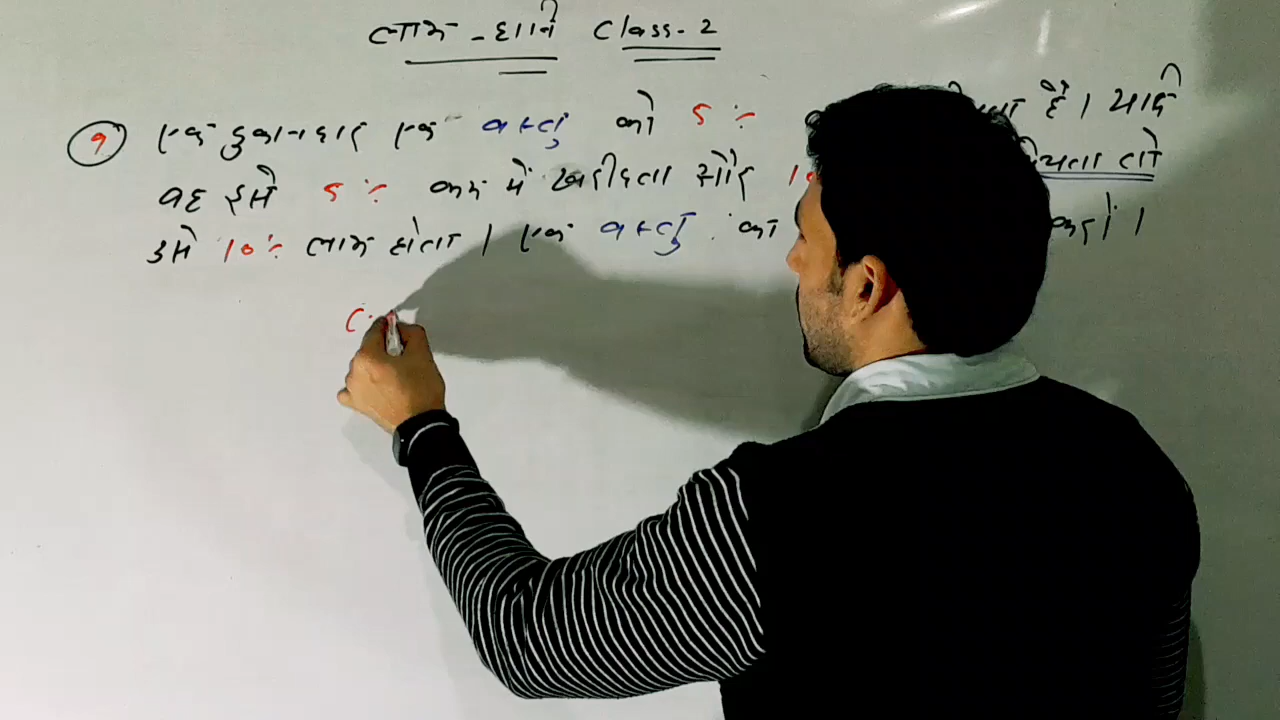 लाभ - हानि Class- 2
9 एक दुकानदार एक वस्तु को 5 % है। यदि
वह इसे 5 % कम में खरीदता और 10 तो
उसे 10 % लाभ होता । एक वस्तु का करो ।
C.